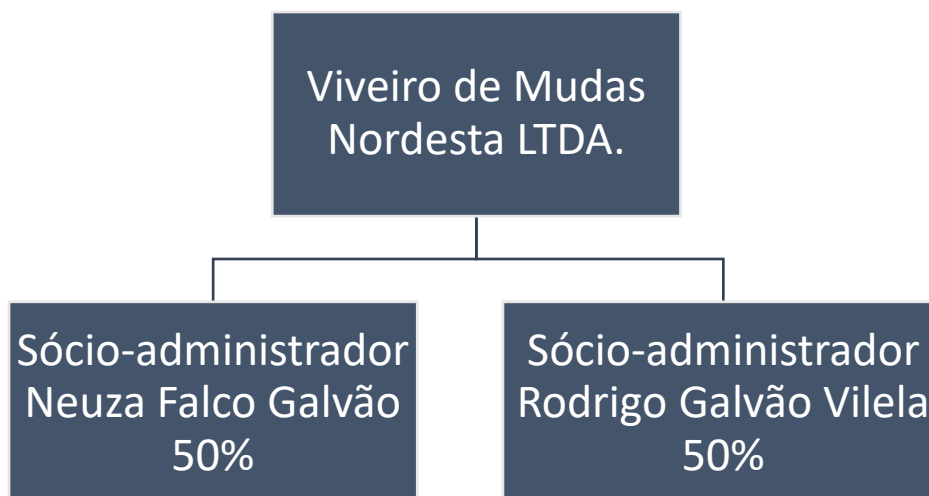 Viveiro de Mudas
Nordesta LTDA.
Sócio-administrador
Neuza Falco Galvão
50%
Sócio-administrador
Rodrigo Galvão Vilela
50%